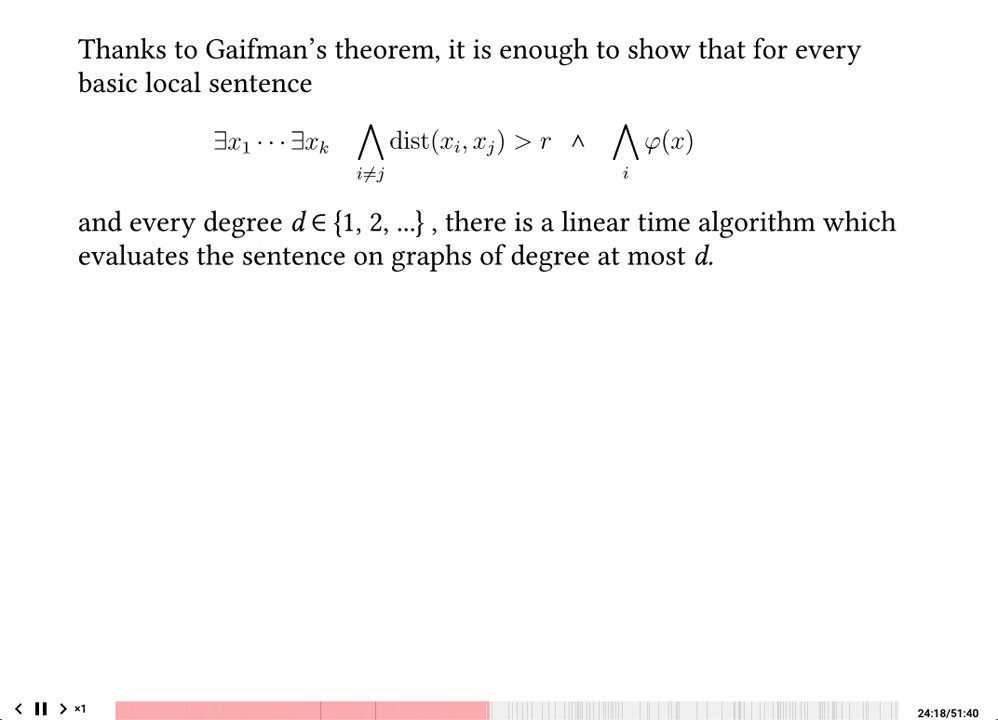 Thanks to Gaifman’s theorem, it is enough to show that for every
basic local sentence
∃x₁ ⋯ ∃xₖ ⋀_{i≠j} dist(xᵢ, xⱼ) > r ∧ ⋀_i φ(x)
and every degree d ∈ {1, 2, ...} , there is a linear time algorithm which
evaluates the sentence on graphs of degree at most d.
×1
24:18/51:40